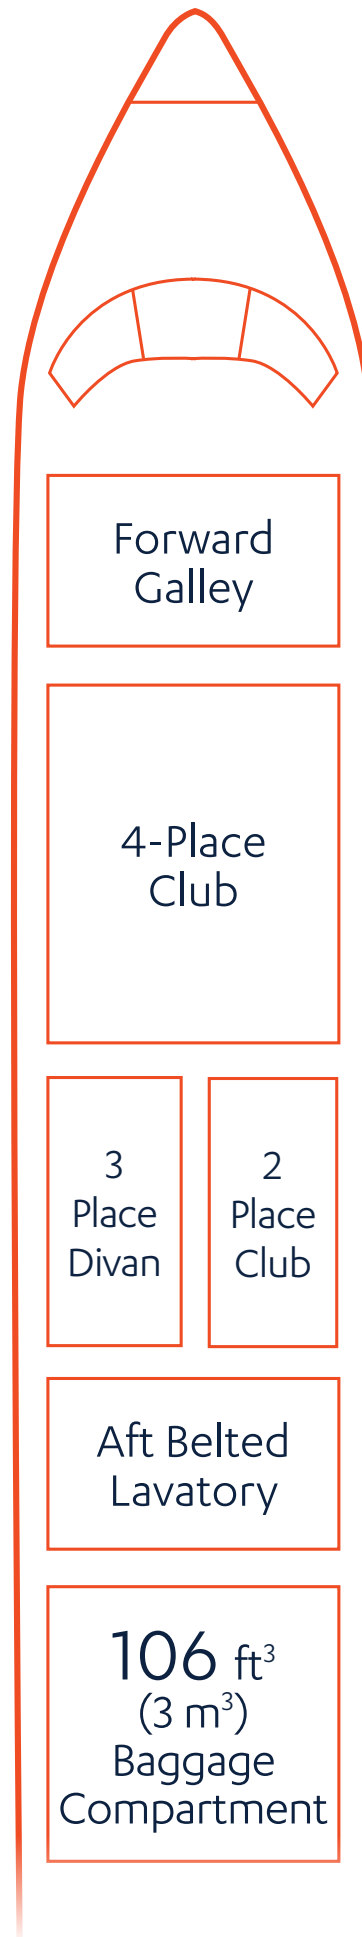 Forward
Galley
4-Place
Club
3
Place
Divan
2
Place
Club
Aft Belted
Lavatory
106 ft³
(3 m³)
Baggage
Compartment